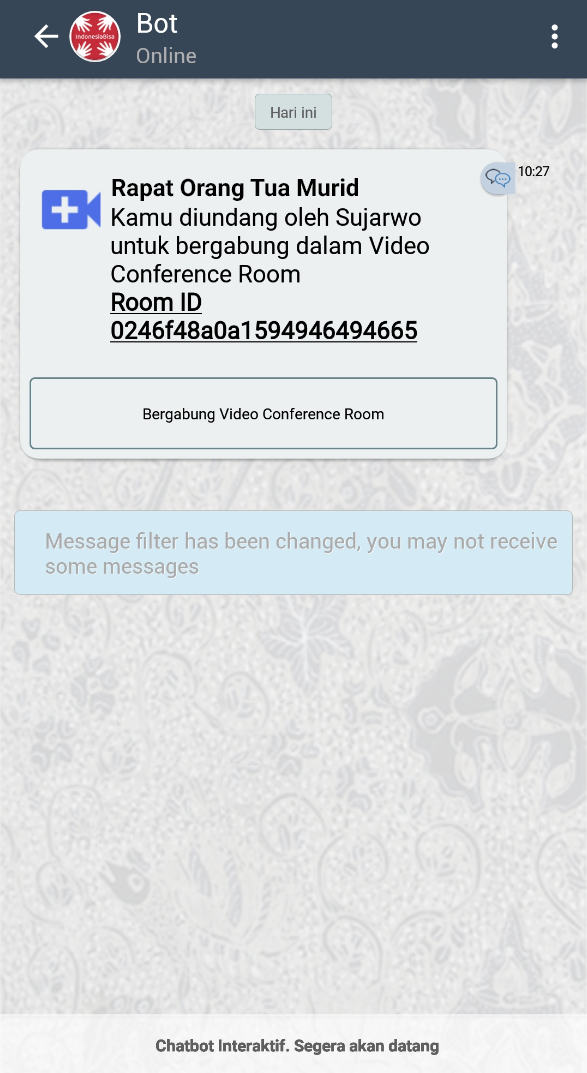 Bot
IndonesiaBisa
Online
Hari ini
10:27
Rapat Orang Tua Murid
Kamu diundang oleh Sujarwo
untuk bergabung dalam Video
Conference Room
Room ID
0246f48a0a1594946494665
Bergabung Video Conference Room
Message filter has been changed, you may not receive
some messages
Chatbot Interaktif. Segera akan datang